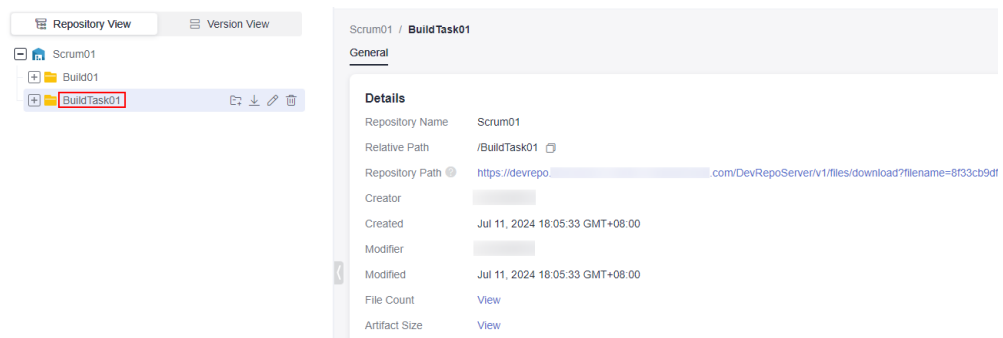 Repository View
Version View
Scrum01
Build01
BuildTask01
Scrum01 / BuildTask01
General
Details
Repository Name Scrum01
Relative Path /BuildTask01
Repository Path https://devrepo. .com/DevRepoServer/v1/files/download?filename=8f33cb9df
Creator
Created Jul 11, 2024 18:05:33 GMT+08:00
Modifier
Modified Jul 11, 2024 18:05:33 GMT+08:00
File Count View
Artifact Size View